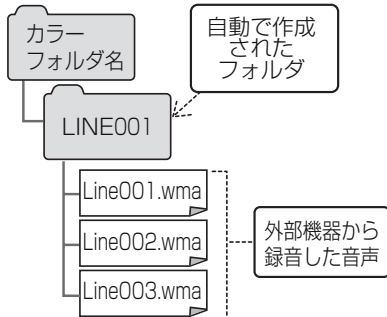 カラー
フォルダ名
自動で作成
された
フォルダ
LINE001
Line001.wma
Line002.wma
Line003.wma
外部機器から
録音した音声